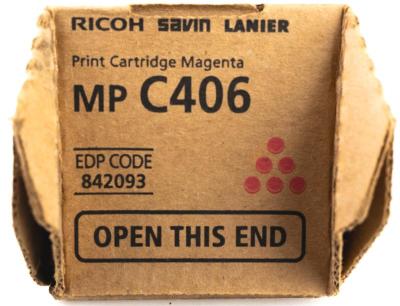 RICOH savin LANIER
Print Cartridge Magenta
MP C406
EDP CODE
842093
OPEN THIS END